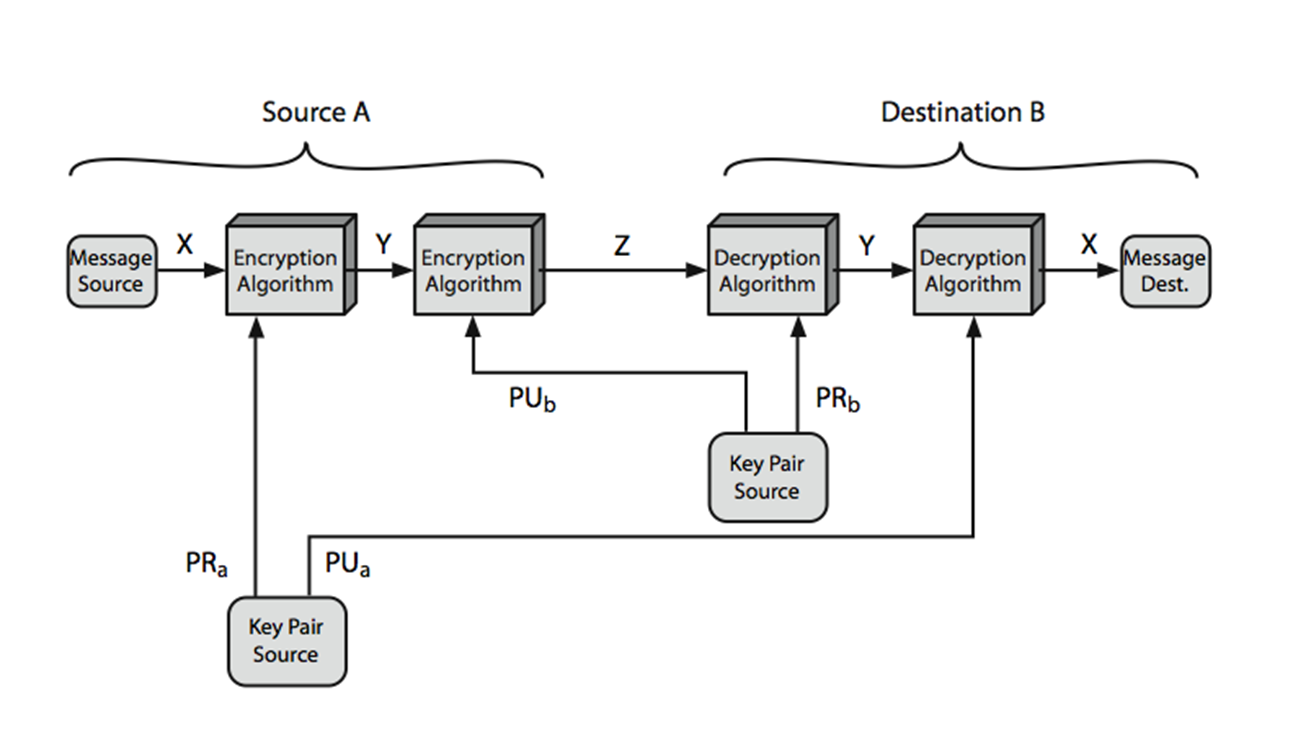 Source A
Destination B
Message
Source
X
Encryption
Algorithm
Y
Encryption
Algorithm
Z
Decryption
Algorithm
Y
Decryption
Algorithm
X
Message
Dest.
PUb
PRb
Key Pair
Source
PRa
PUa
Key Pair
Source